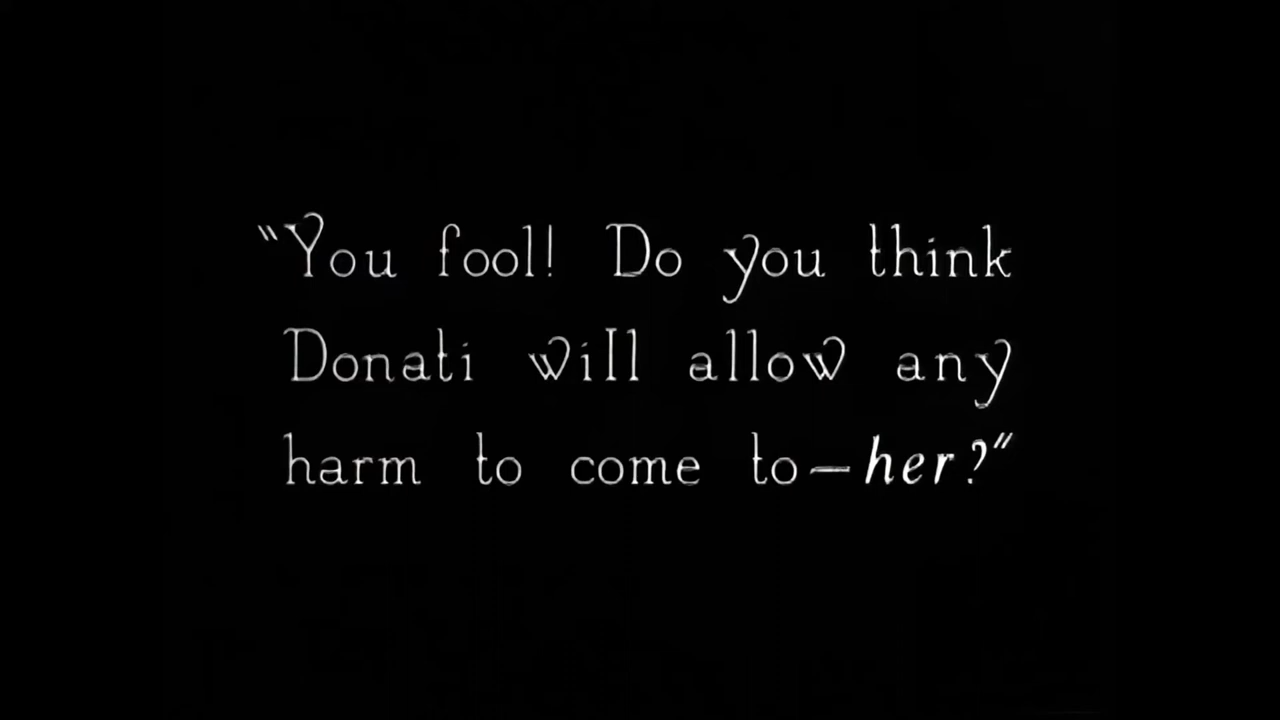 “You fool! Do you think
Donati will allow any
harm to come to—her?”